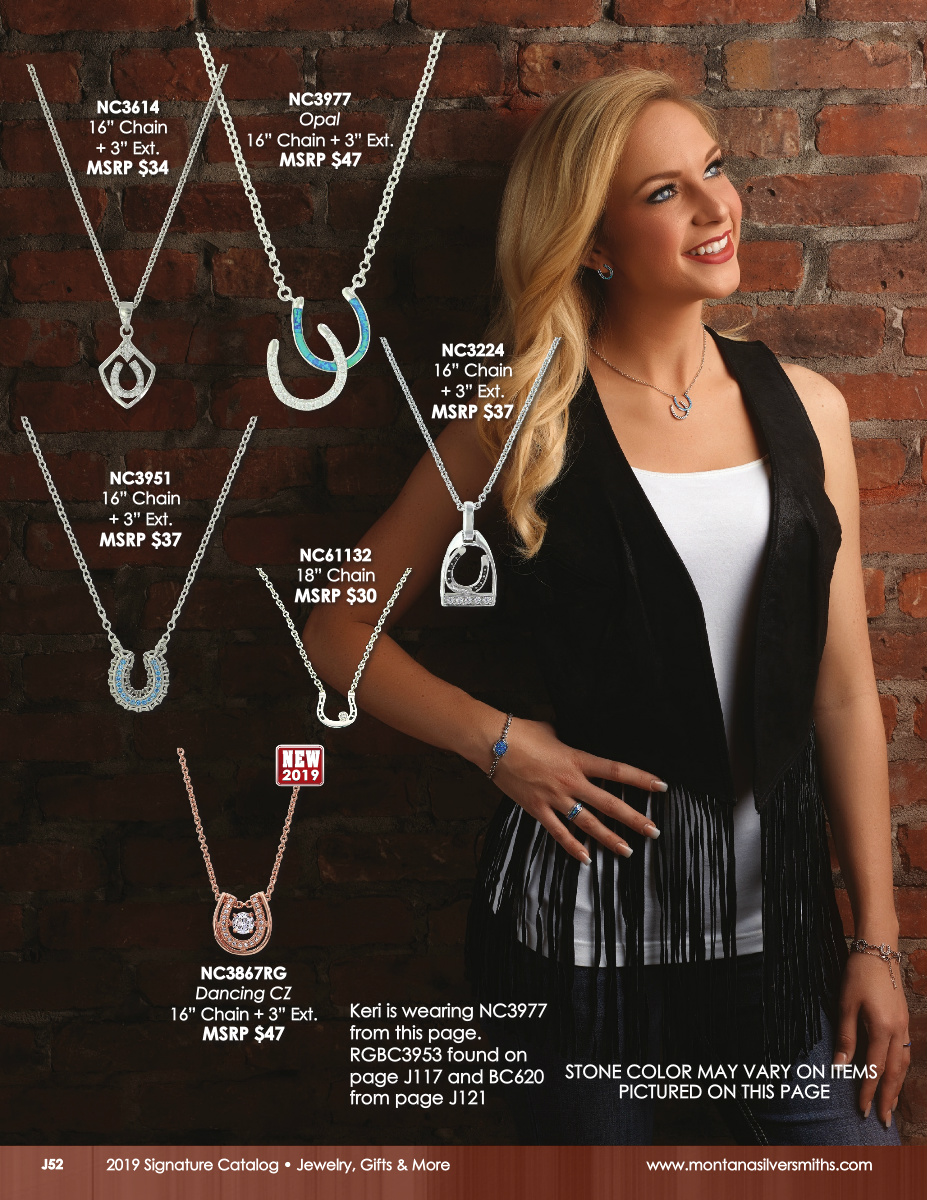 NC3614
16” Chain
+ 3” Ext.
MSRP $34
NC3977
Opal
16” Chain + 3” Ext.
MSRP $47
NC3224
16” Chain
+ 3” Ext.
MSRP $37
NC3951
16” Chain
+ 3” Ext.
MSRP $37
NC61132
18” Chain
MSRP $30
NEW
2019
NC3867RG
Dancing CZ
16” Chain + 3” Ext.
MSRP $47
Keri is wearing NC3977
from this page.
RGBC3953 found on
page J117 and BC620
from page J121
STONE COLOR MAY VARY ON ITEMS
PICTURED ON THIS PAGE
J52
2019 Signature Catalog • Jewelry, Gifts & More
www.montanasilversmiths.com